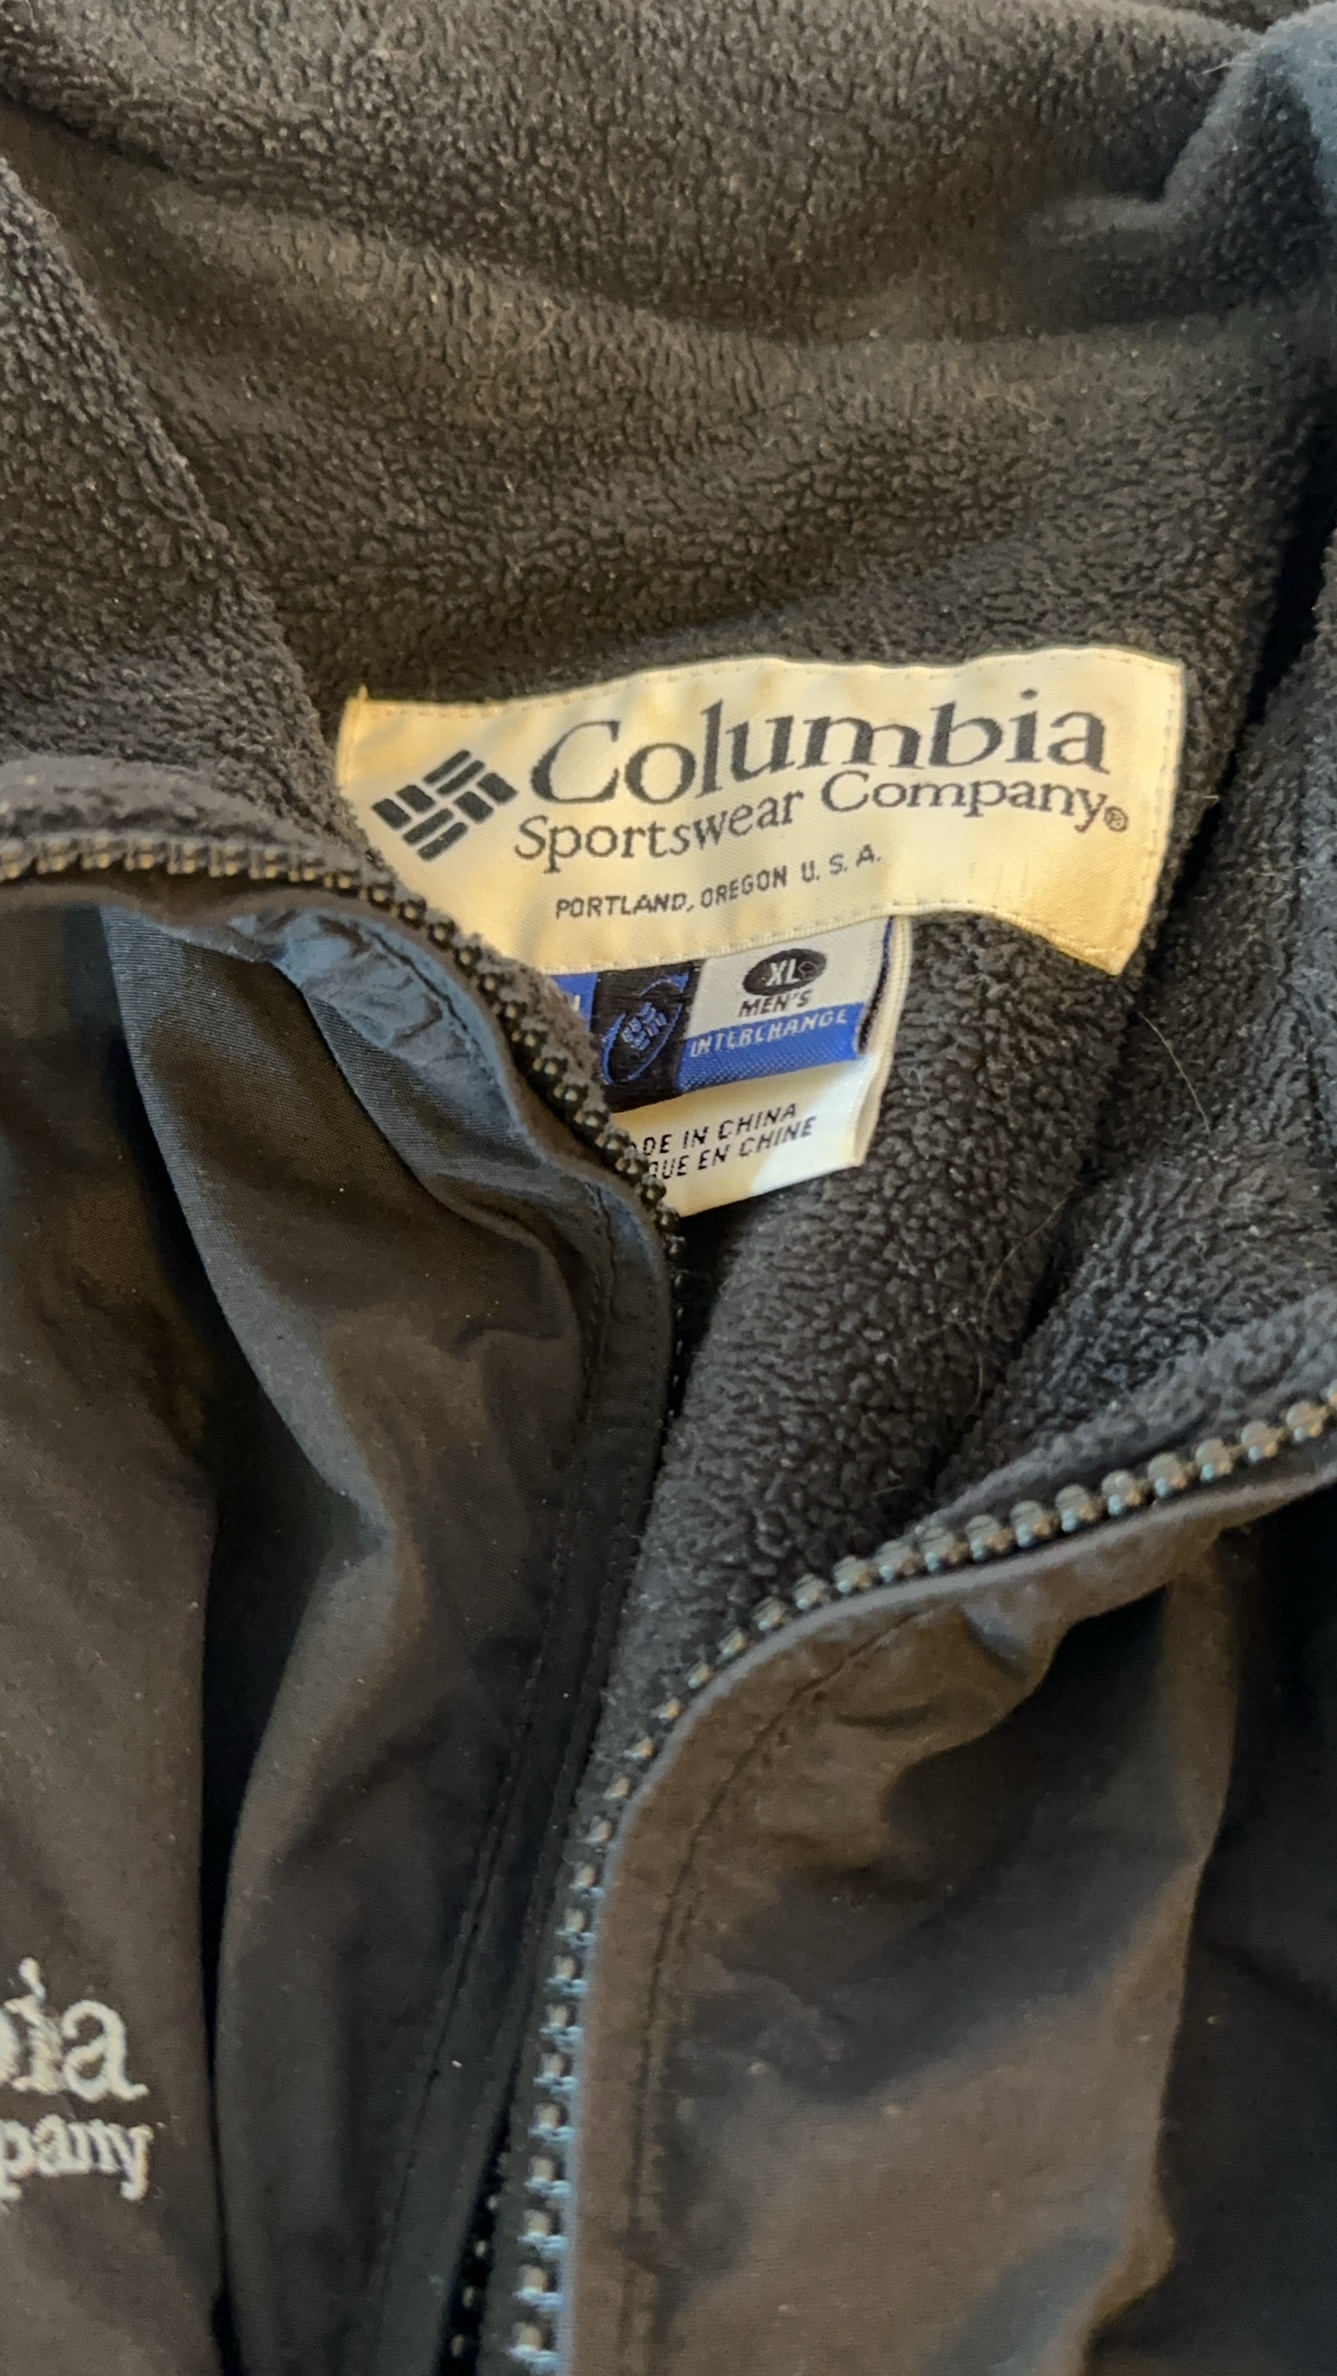 Columbia
Sportswear Company®
PORTLAND, OREGON U.S.A.
XL
MEN'S
INTERCHANGE
DE IN CHINA
QUE EN CHINE
bia
pany